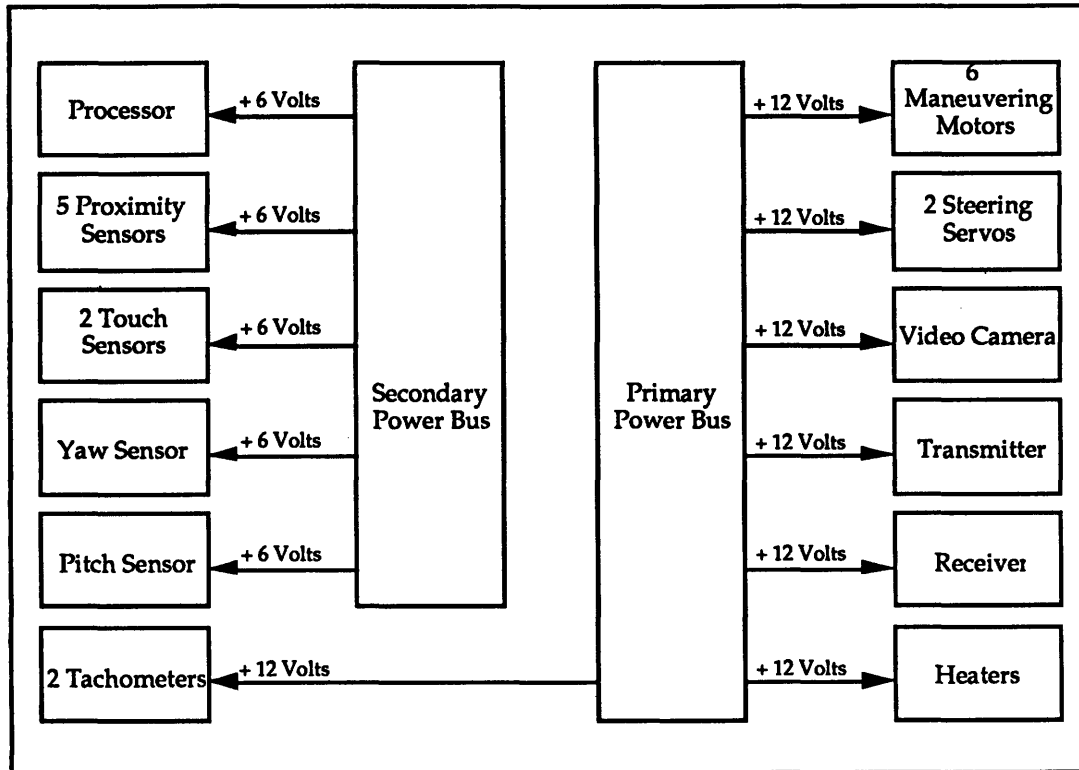 Processor
+ 6 Volts
5 Proximity
Sensors
+ 6 Volts
2 Touch
Sensors
+ 6 Volts
Yaw Sensor
+ 6 Volts
Pitch Sensor
+ 6 Volts
2 Tachometers
+ 12 Volts
Secondary
Power Bus
Primary
Power Bus
+ 12 Volts
6
Maneuvering
Motors
+ 12 Volts
2 Steering
Servos
+ 12 Volts
Video Camera
+ 12 Volts
Transmitter
+ 12 Volts
Receiver
+ 12 Volts
Heaters